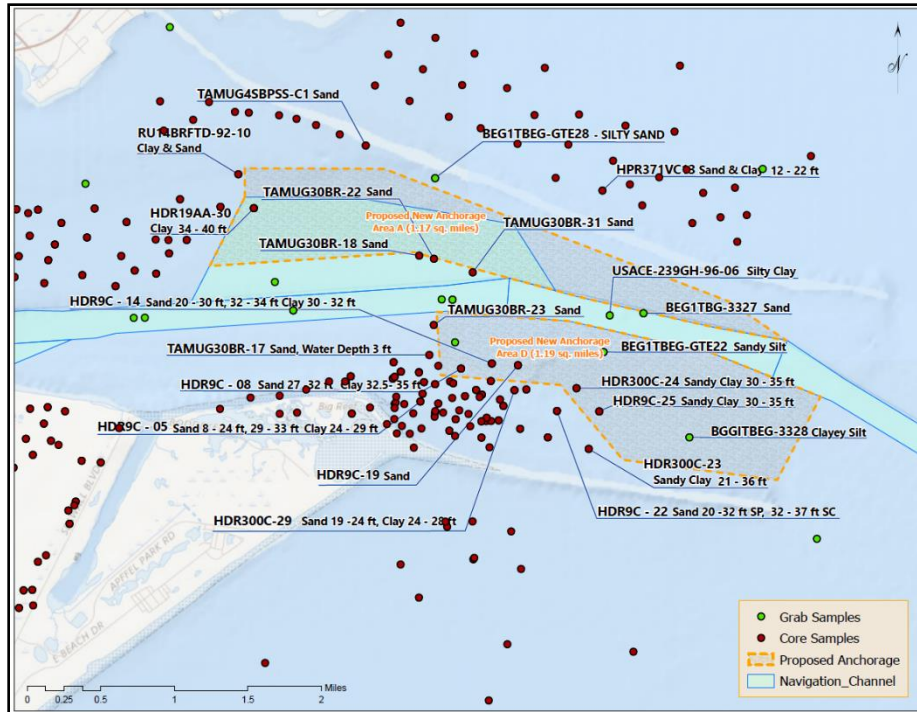 N
TAMUG4SBPSS-C1 Sand
RU14BRFTD-92-10
Clay & Sand
BEG1TBEG-GTE28 - SILTY SAND
HPR371VC 3 Sand & Clay 12 - 22 ft
TAMUG30BR-22 Sand
HDR19AA-30
Clay 34 - 40 ft
Proposed New Anchorage
Area A (1.17 sq. miles)
TAMUG30BR-31 Sand
TAMUG30BR-18 Sand
USACE-239GH-96-06 Silty Clay
HDR9C - 14 Sand 20 - 30 ft, 32 - 34 ft Clay 30 - 32 ft
BEG1TBG-3327 Sand
TAMUG30BR-23 Sand
Proposed New Anchorage
Area D (1.19 sq. miles)
BEG1TBEG-GTE22 Sandy Silt
TAMUG30BR-17 Sand, Water Depth 3 ft
HDR9C - 08 Sand 27 - 32 ft Clay 32.5- 35 ft
HDR300C-24 Sandy Clay 30 - 35 ft
HDR9C-25 Sandy Clay 30 - 35 ft
HDR9C - 05 Sand 8 - 24 ft, 29 - 33 ft Clay 24 - 29 ft
BGGITBEG-3328 Clayey Silt
HDR9C-19 Sand
HDR300C-23
Sandy Clay 21 - 36 ft
HDR300C-29 Sand 19 -24 ft, Clay 24 - 28 ft
HDR9C - 22 Sand 20 -32 ft SP, 32 - 37 ft SC
APFFEL PARK RD
E BEACH DR
Grab Samples
Core Samples
Proposed Anchorage
Navigation_Channel
Miles
0 0.25 0.5 1 1.5 2